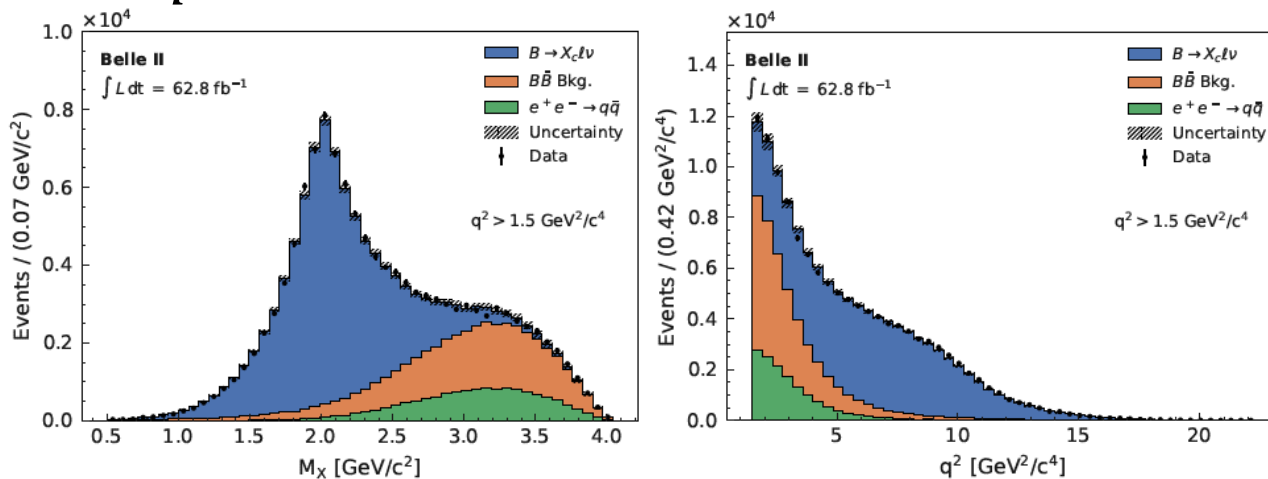 ×10⁴
1.0
0.8
0.6
0.4
0.2
0.0
Events / (0.07 GeV/c²)
Belle II
∫ L dt = 62.8 fb⁻¹
B → X_cℓν
BB̄ Bkg.
e⁺e⁻ → qq̄
Uncertainty
Data
q² > 1.5 GeV²/c⁴
0.5 1.0 1.5 2.0 2.5 3.0 3.5 4.0
M_X [GeV/c²]
×10⁴
1.4
1.2
1.0
0.8
0.6
0.4
0.2
0.0
Events / (0.42 GeV²/c⁴)
Belle II
∫ L dt = 62.8 fb⁻¹
B → X_cℓν
BB̄ Bkg.
e⁺e⁻ → qq̄
Uncertainty
Data
q² > 1.5 GeV²/c⁴
5 10 15 20
q² [GeV²/c⁴]